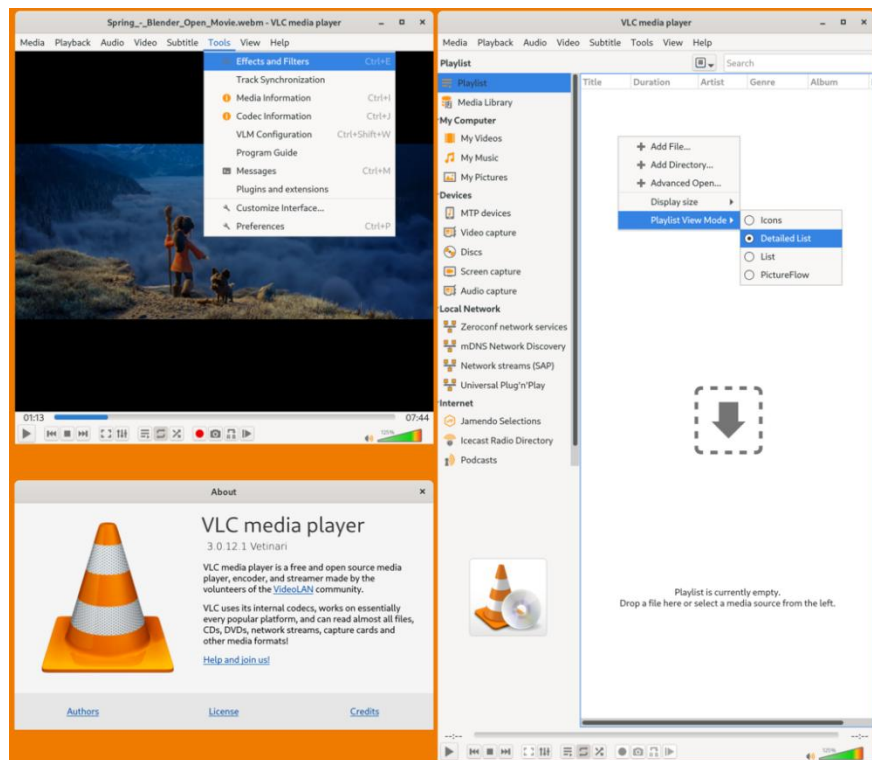 Spring_-_Blender_Open_Movie.webm - VLC media player
Media Playback Audio Video Subtitle Tools View Help
Effects and Filters Ctrl+E
Track Synchronization
Media Information Ctrl+I
Codec Information Ctrl+J
VLM Configuration Ctrl+Shift+W
Program Guide
Messages Ctrl+M
Plugins and extensions
Customize Interface...
Preferences Ctrl+P
01:13 07:44
125%
About
VLC media player
3.0.12.1 Vetinari
VLC media player is a free and open source media
player, encoder, and streamer made by the
volunteers of the VideoLAN community.
VLC uses its internal codecs, works on essentially
every popular platform, and can read almost all files,
CDs, DVDs, network streams, capture cards and
other media formats!
Help and join us!
Authors License Credits
VLC media player
Media Playback Audio Video Subtitle Tools View Help
Playlist Search
Playlist
Media Library
My Computer
My Videos
My Music
My Pictures
Devices
MTP devices
Video capture
Discs
Screen capture
Audio capture
Local Network
Zeroconf network services
mDNS Network Discovery
Network streams (SAP)
Universal Plug'n'Play
Internet
Jamendo Selections
Icecast Radio Directory
Podcasts
Title Duration Artist Genre Album
Add File...
Add Directory...
Advanced Open...
Display size
Playlist View Mode
Icons
Detailed List
List
PictureFlow
Playlist is currently empty.
Drop a file here or select a media source from the left.
--:-- --:--
125%